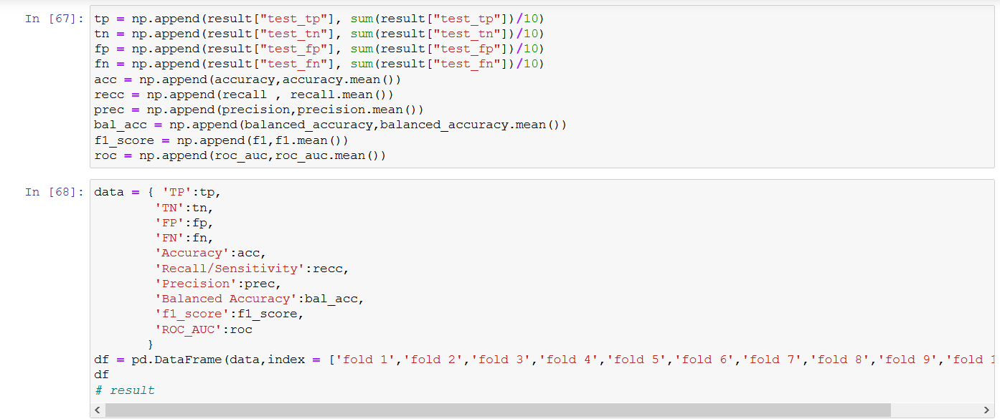 In [67]: tp = np.append(result["test_tp"], sum(result["test_tp"])/10)
tn = np.append(result["test_tn"], sum(result["test_tn"])/10)
fp = np.append(result["test_fp"], sum(result["test_fp"])/10)
fn = np.append(result["test_fn"], sum(result["test_fn"])/10)
acc = np.append(accuracy,accuracy.mean())
recc = np.append(recall , recall.mean())
prec = np.append(precision,precision.mean())
bal_acc = np.append(balanced_accuracy,balanced_accuracy.mean())
f1_score = np.append(f1,f1.mean())
roc = np.append(roc_auc,roc_auc.mean())
In [68]: data = { 'TP':tp,
'TN':tn,
'FP':fp,
'FN':fn,
'Accuracy':acc,
'Recall/Sensitivity':recc,
'Precision':prec,
'Balanced Accuracy':bal_acc,
'f1_score':f1_score,
'ROC_AUC':roc
}
df = pd.DataFrame(data,index = ['fold 1','fold 2','fold 3','fold 4','fold 5','fold 6','fold 7','fold 8','fold 9','fold 1
df
# result